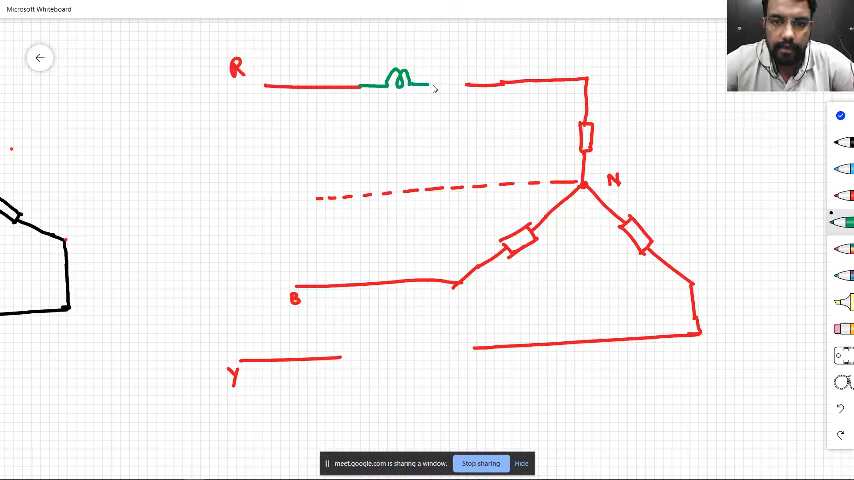 Microsoft Whiteboard
R
N
B
Y
meet.google.com is sharing a window.
Stop sharing
Hide